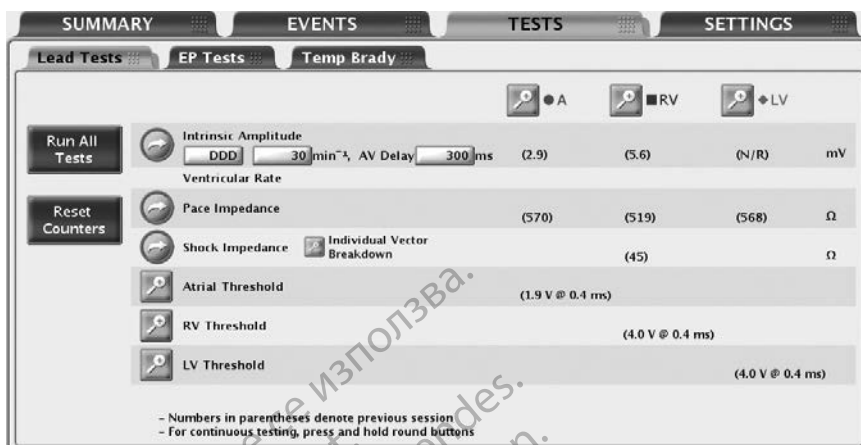 SUMMARY EVENTS TESTS SETTINGS
Lead Tests EP Tests Temp Brady
A RV LV
Run All Tests
Intrinsic Amplitude
DDD 30 min⁻¹, AV Delay 300 ms (2.9) (5.6) (N/R) mV
Ventricular Rate
Reset Counters
Pace Impedance (570) (519) (568) Ω
Shock Impedance Individual Vector Breakdown (45) Ω
Atrial Threshold (1.9 V @ 0.4 ms)
RV Threshold (4.0 V @ 0.4 ms)
LV Threshold (4.0 V @ 0.4 ms)
– Numbers in parentheses denote previous session
– For continuous testing, press and hold round buttons
се използва.